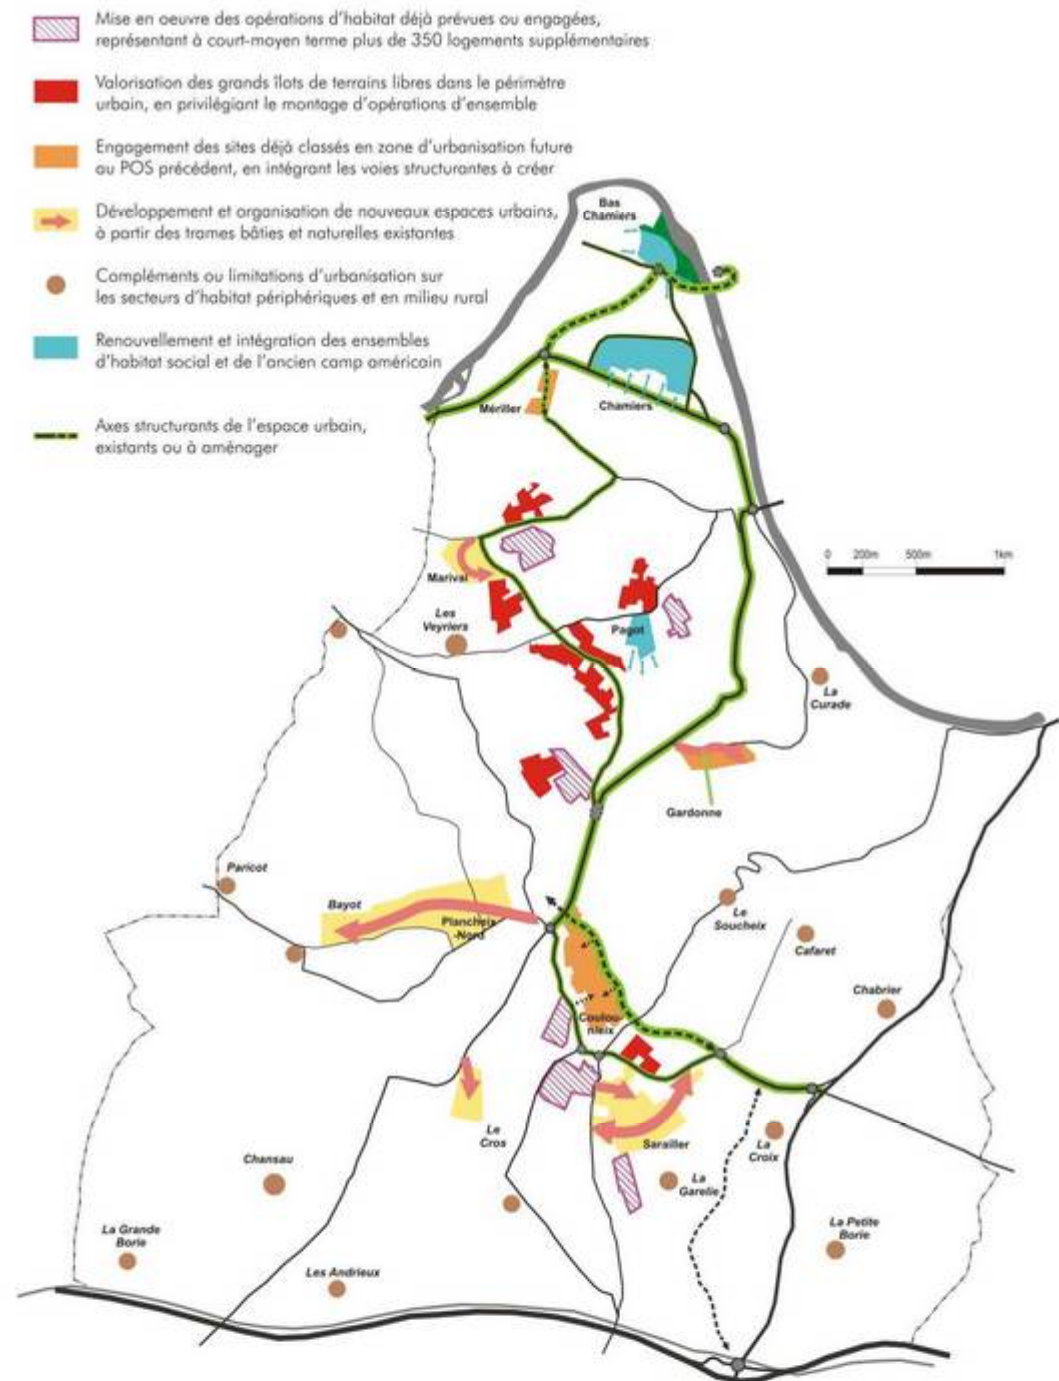 Mise en oeuvre des opérations d'habitat déjà prévues ou engagées,
représentant à court-moyen terme plus de 350 logements supplémentaires
Valorisation des grands îlots de terrains libres dans le périmètre
urbain, en privilégiant le montage d'opérations d'ensemble
Engagement des sites déjà classés en zone d'urbanisation future
au POS précédent, en intégrant les voies structurantes à créer
Développement et organisation de nouveaux espaces urbains,
à partir des trames bâties et naturelles existantes
Compléments ou limitations d'urbanisation sur
les secteurs d'habitat périphériques et en milieu rural
Renouvellement et intégration des ensembles
d'habitat social et de l'ancien camp américain
Axes structurants de l'espace urbain,
existants ou à aménager
Bas
Chamiers
Mériller
Chamiers
0 200m 500m 1km
Marival
Les
Veyriers
Pagot
La
Curade
Gardonne
Paricot
Bayot
Plancheix
-Nord
Le
Soucheix
Cafaret
Chabrier
Coulou-
nieix
Le
Cros
Sarailler
La
Croix
La
Garelie
Chansau
La Grande
Borie
La Petite
Borie
Les Andrieux